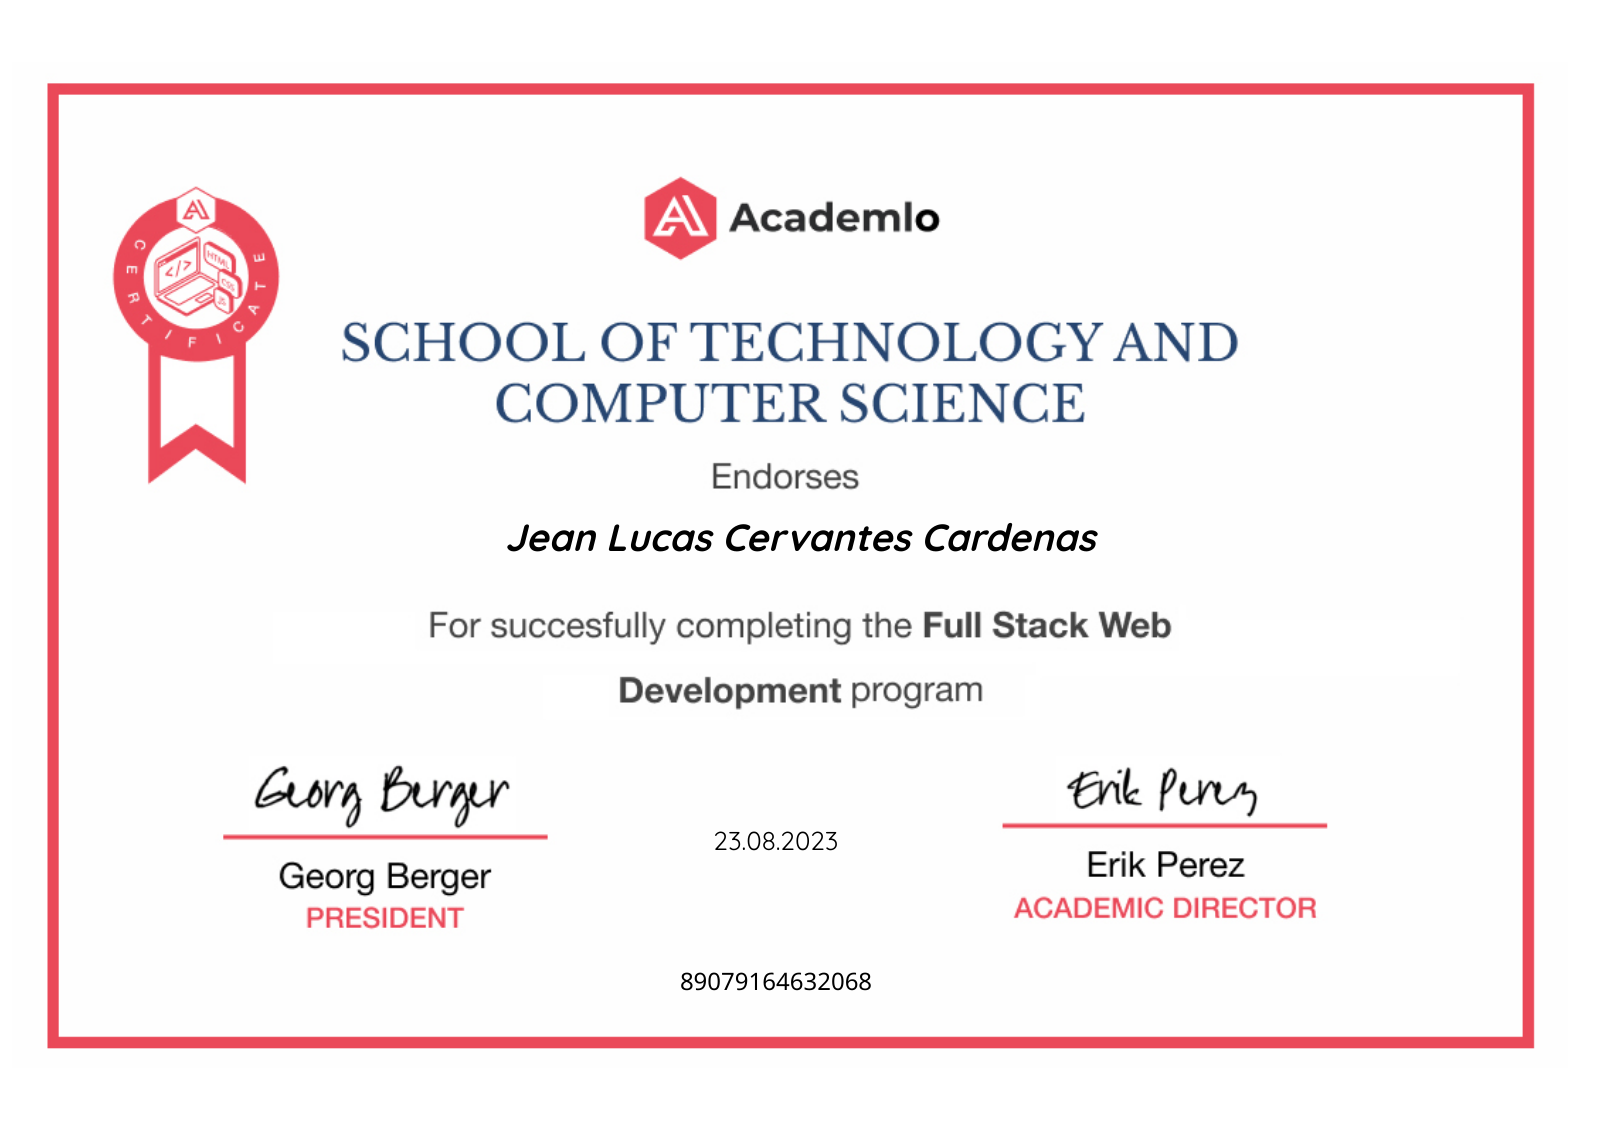 Academlo
CERTIFICATE
</>
HTML
CSS
JS
SCHOOL OF TECHNOLOGY AND
COMPUTER SCIENCE
Endorses
Jean Lucas Cervantes Cardenas
For succesfully completing the Full Stack Web
Development program
Georg Berger
Erik Perez
23.08.2023
Georg Berger
Erik Perez
PRESIDENT
ACADEMIC DIRECTOR
89079164632068